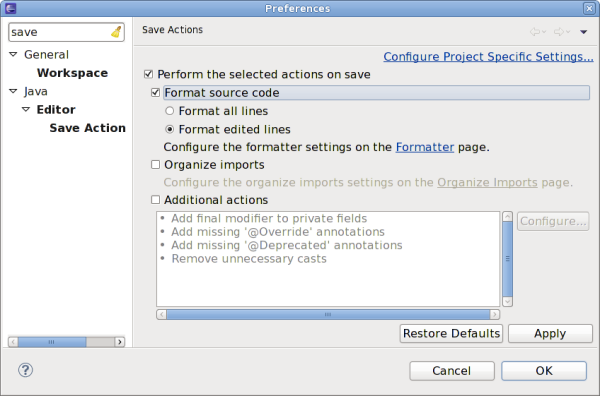 Preferences
save
Save Actions
General
Workspace
Java
Editor
Save Action
Configure Project Specific Settings...
Perform the selected actions on save
Format source code
Format all lines
Format edited lines
Configure the formatter settings on the Formatter page.
Organize imports
Configure the organize imports settings on the Organize Imports page.
Additional actions
• Add final modifier to private fields
• Add missing '@Override' annotations
• Add missing '@Deprecated' annotations
• Remove unnecessary casts
Configure...
Restore Defaults
Apply
?
Cancel
OK